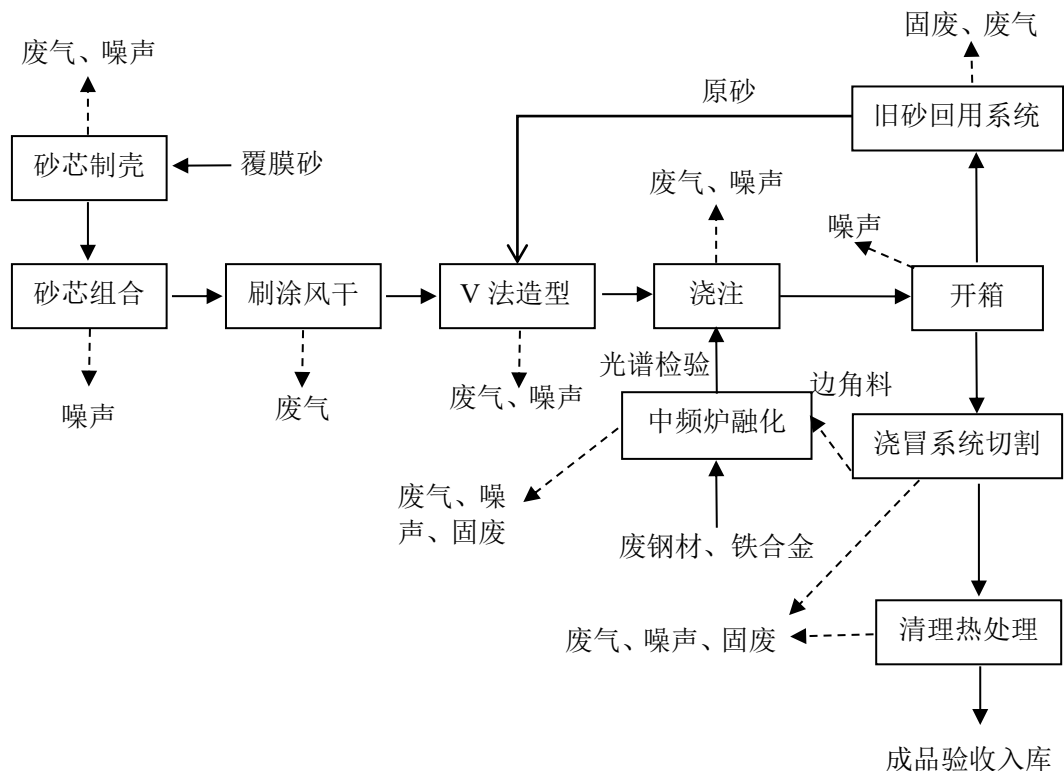 固废、废气
废气、噪声
原砂
旧砂回用系统
砂芯制壳
覆膜砂
废气、噪声
噪声
砂芯组合
刷涂风干
V 法造型
浇注
开箱
光谱检验
边角料
噪声
废气
废气、噪声
中频炉融化
浇冒系统切割
废气、噪
声、固废
废钢材、铁合金
废气、噪声、固废
清理热处理
成品验收入库